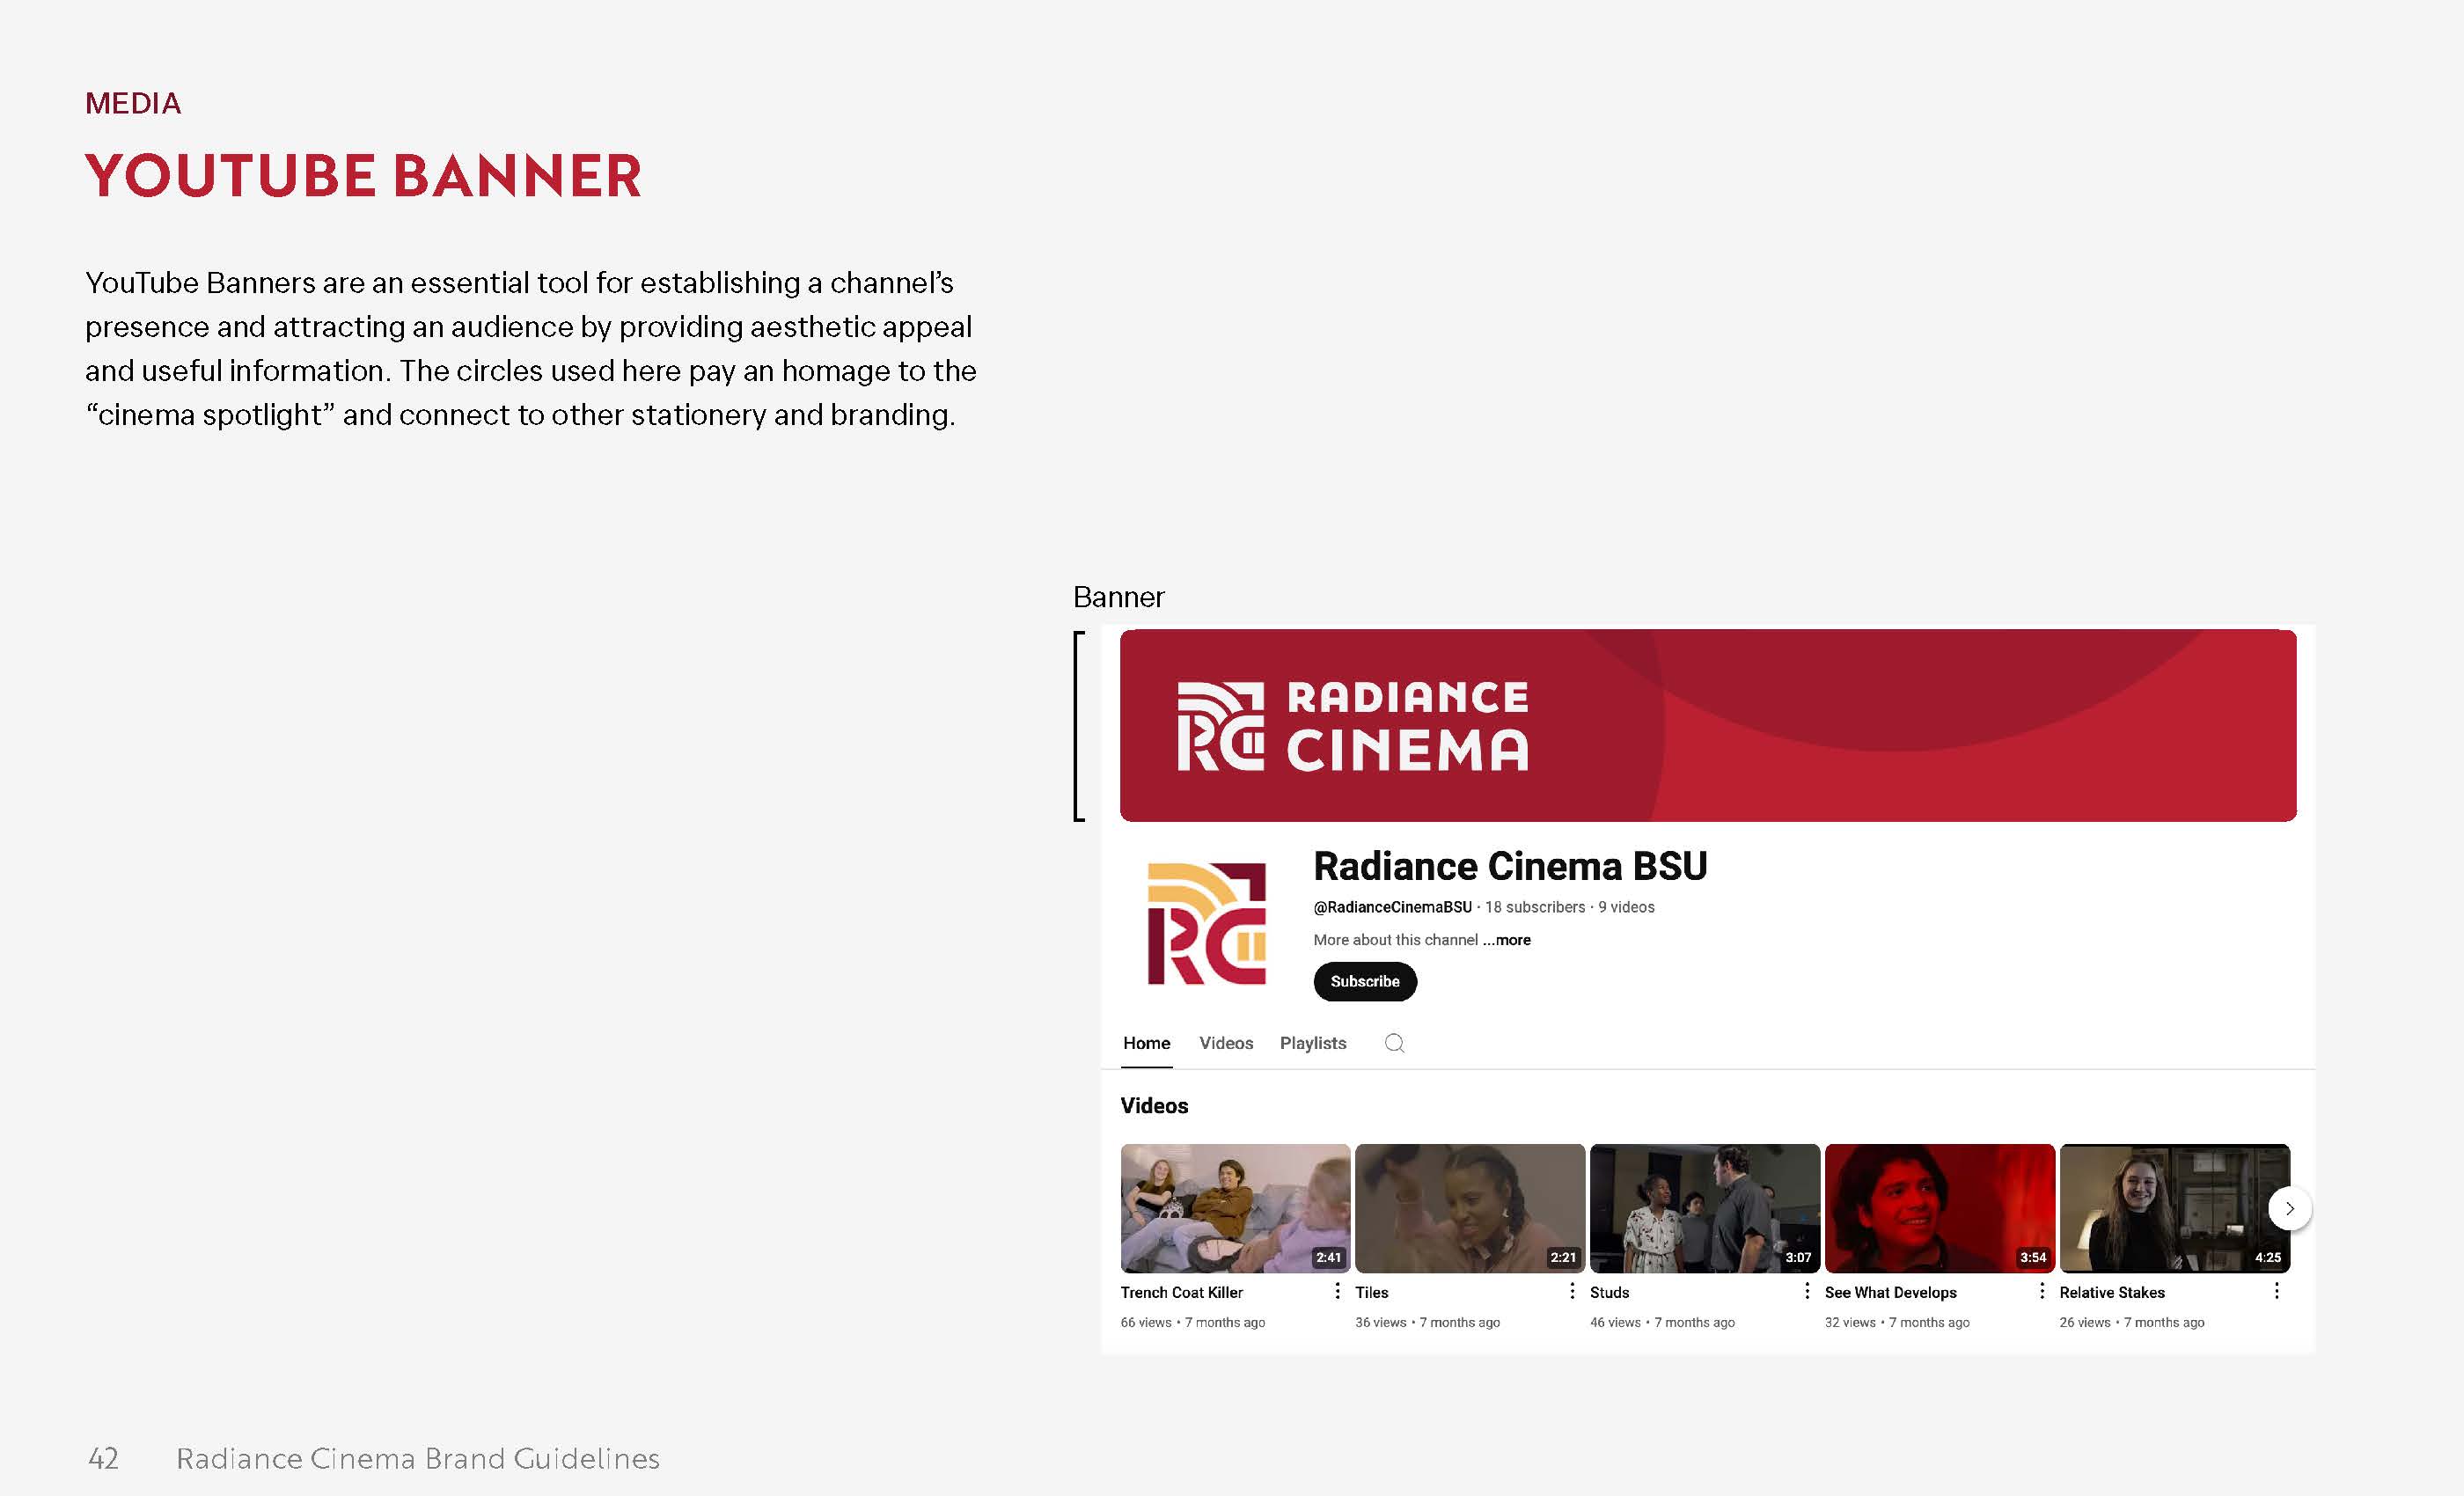 MEDIA
YOUTUBE BANNER
YouTube Banners are an essential tool for establishing a channel’s
presence and attracting an audience by providing aesthetic appeal
and useful information. The circles used here pay an homage to the
“cinema spotlight” and connect to other stationery and branding.
Banner
RC
RADIANCE
CINEMA
RC
Radiance Cinema BSU
@RadianceCinemaBSU · 18 subscribers · 9 videos
More about this channel ...more
Subscribe
Home Videos Playlists
Videos
2:41 2:21 3:07 3:54 4:25
Trench Coat Killer Tiles Studs See What Develops Relative Stakes
66 views • 7 months ago 36 views • 7 months ago 46 views • 7 months ago 32 views • 7 months ago 26 views • 7 months ago
42 Radiance Cinema Brand Guidelines